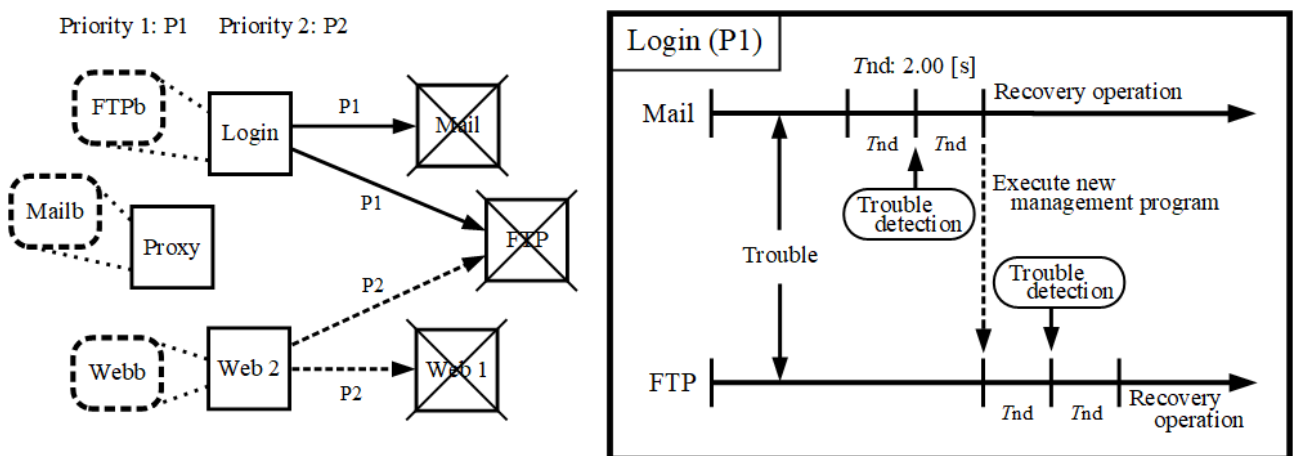 Priority 1: P1 Priority 2: P2
FTPb
Login
P1
Mail
P1
Mailb
Proxy
FTP
P2
Webb
Web 2
P2
Web 1
Login (P1)
Tnd: 2.00 [s]
Mail
Recovery operation
Tnd
Tnd
Trouble
detection
Execute new
management program
Trouble
Trouble
detection
FTP
Tnd
Tnd
Recovery
operation